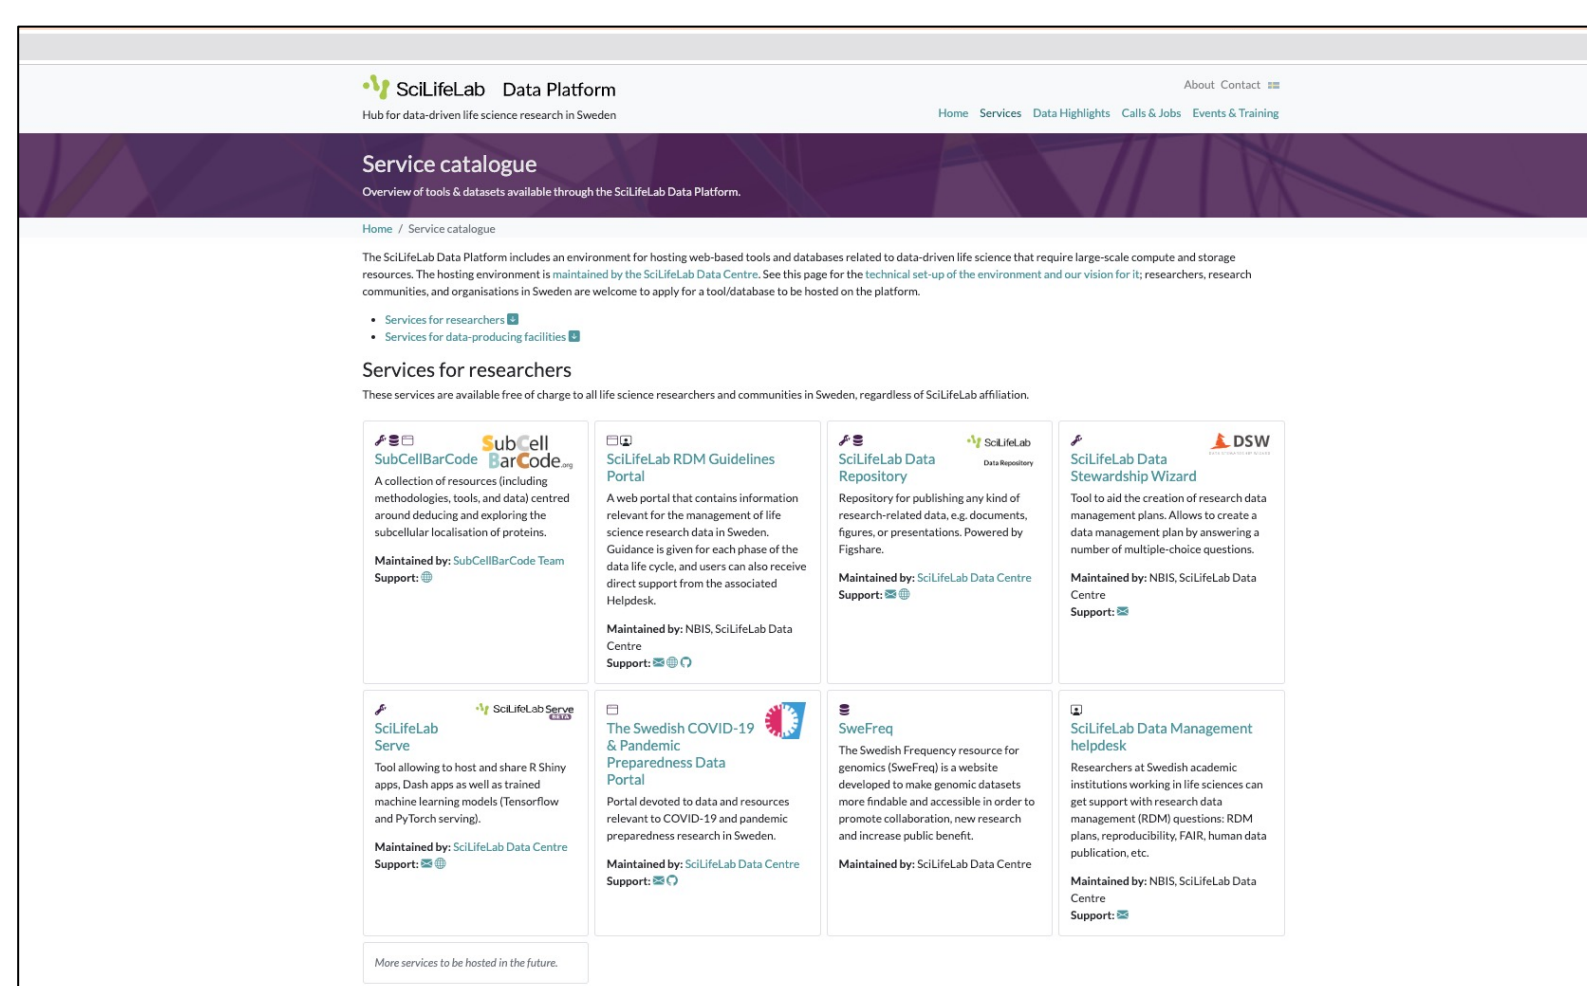 SciLifeLab Data Platform
Hub for data-driven life science research in Sweden
About Contact
Home Services Data Highlights Calls & Jobs Events & Training
Service catalogue
Overview of tools & datasets available through the SciLifeLab Data Platform.
Home / Service catalogue
The SciLifeLab Data Platform includes an environment for hosting web-based tools and databases related to data-driven life science that require large-scale compute and storage
resources. The hosting environment is maintained by the SciLifeLab Data Centre. See this page for the technical set-up of the environment and our vision for it; researchers, research
communities, and organisations in Sweden are welcome to apply for a tool/database to be hosted on the platform.
Services for researchers
Services for data-producing facilities
Services for researchers
These services are available free of charge to all life science researchers and communities in Sweden, regardless of SciLifeLab affiliation.
SubCell
BarCode.org
SubCellBarCode
A collection of resources (including
methodologies, tools, and data) centred
around deducing and exploring the
subcellular localisation of proteins.
Maintained by: SubCellBarCode Team
Support:
SciLifeLab RDM Guidelines
Portal
A web portal that contains information
relevant for the management of life
science research data in Sweden.
Guidance is given for each phase of the
data life cycle, and users can also receive
direct support from the associated
Helpdesk.
Maintained by: NBIS, SciLifeLab Data
Centre
Support:
SciLifeLab
Data Repository
SciLifeLab Data
Repository
Repository for publishing any kind of
research-related data, e.g. documents,
figures, or presentations. Powered by
Figshare.
Maintained by: SciLifeLab Data Centre
Support:
DSW
SciLifeLab Data
Stewardship Wizard
Tool to aid the creation of research data
management plans. Allows to create a
data management plan by answering a
number of multiple-choice questions.
Maintained by: NBIS, SciLifeLab Data
Centre
Support:
SciLifeLab Serve
BETA
SciLifeLab
Serve
Tool allowing to host and share R Shiny
apps, Dash apps as well as trained
machine learning models (Tensorflow
and PyTorch serving).
Maintained by: SciLifeLab Data Centre
Support:
The Swedish COVID-19
& Pandemic
Preparedness Data
Portal
Portal devoted to data and resources
relevant to COVID-19 and pandemic
preparedness research in Sweden.
Maintained by: SciLifeLab Data Centre
Support:
SweFreq
The Swedish Frequency resource for
genomics (SweFreq) is a website
developed to make genomic datasets
more findable and accessible in order to
promote collaboration, new research
and increase public benefit.
Maintained by: SciLifeLab Data Centre
SciLifeLab Data Management
helpdesk
Researchers at Swedish academic
institutions working in life sciences can
get support with research data
management (RDM) questions: RDM
plans, reproducibility, FAIR, human data
publication, etc.
Maintained by: NBIS, SciLifeLab Data
Centre
Support:
More services to be hosted in the future.